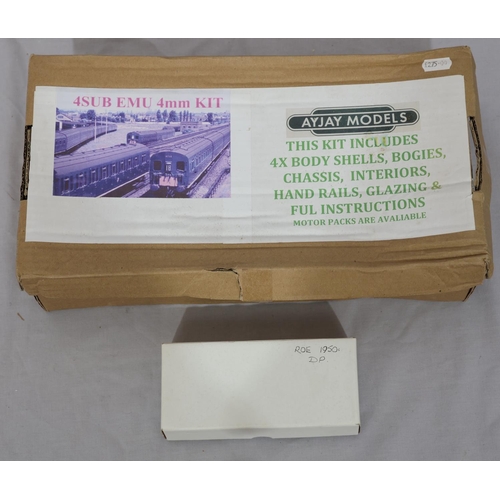 4SUB EMU 4mm KIT
AYJAY MODELS
THIS KIT INCLUDES
4X BODY SHELLS, BOGIES,
CHASSIS, INTERIORS,
HAND RAILS, GLAZING &
FUL INSTRUCTIONS
MOTOR PACKS ARE AVALIABLE
1950